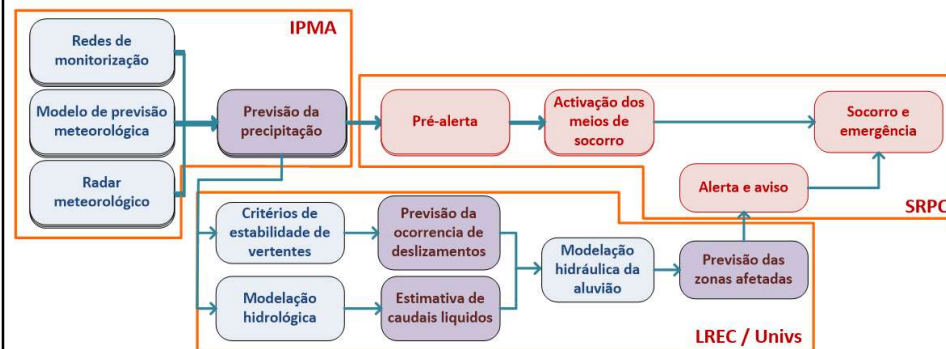 IPMA
Redes de
monitorização
Modelo de previsão
meteorológica
Radar
meteorológico
Previsão da
precipitação
Pré-alerta
Activação dos
meios de
socorro
Socorro e
emergência
Alerta e aviso
SRPC
Critérios de
estabilidade de
vertentes
Previsão da
ocorrencia de
deslizamentos
Modelação
hidrológica
Estimativa de
caudais liquidos
Modelação
hidráulica da
aluvião
Previsão das
zonas afetadas
LREC / Univs